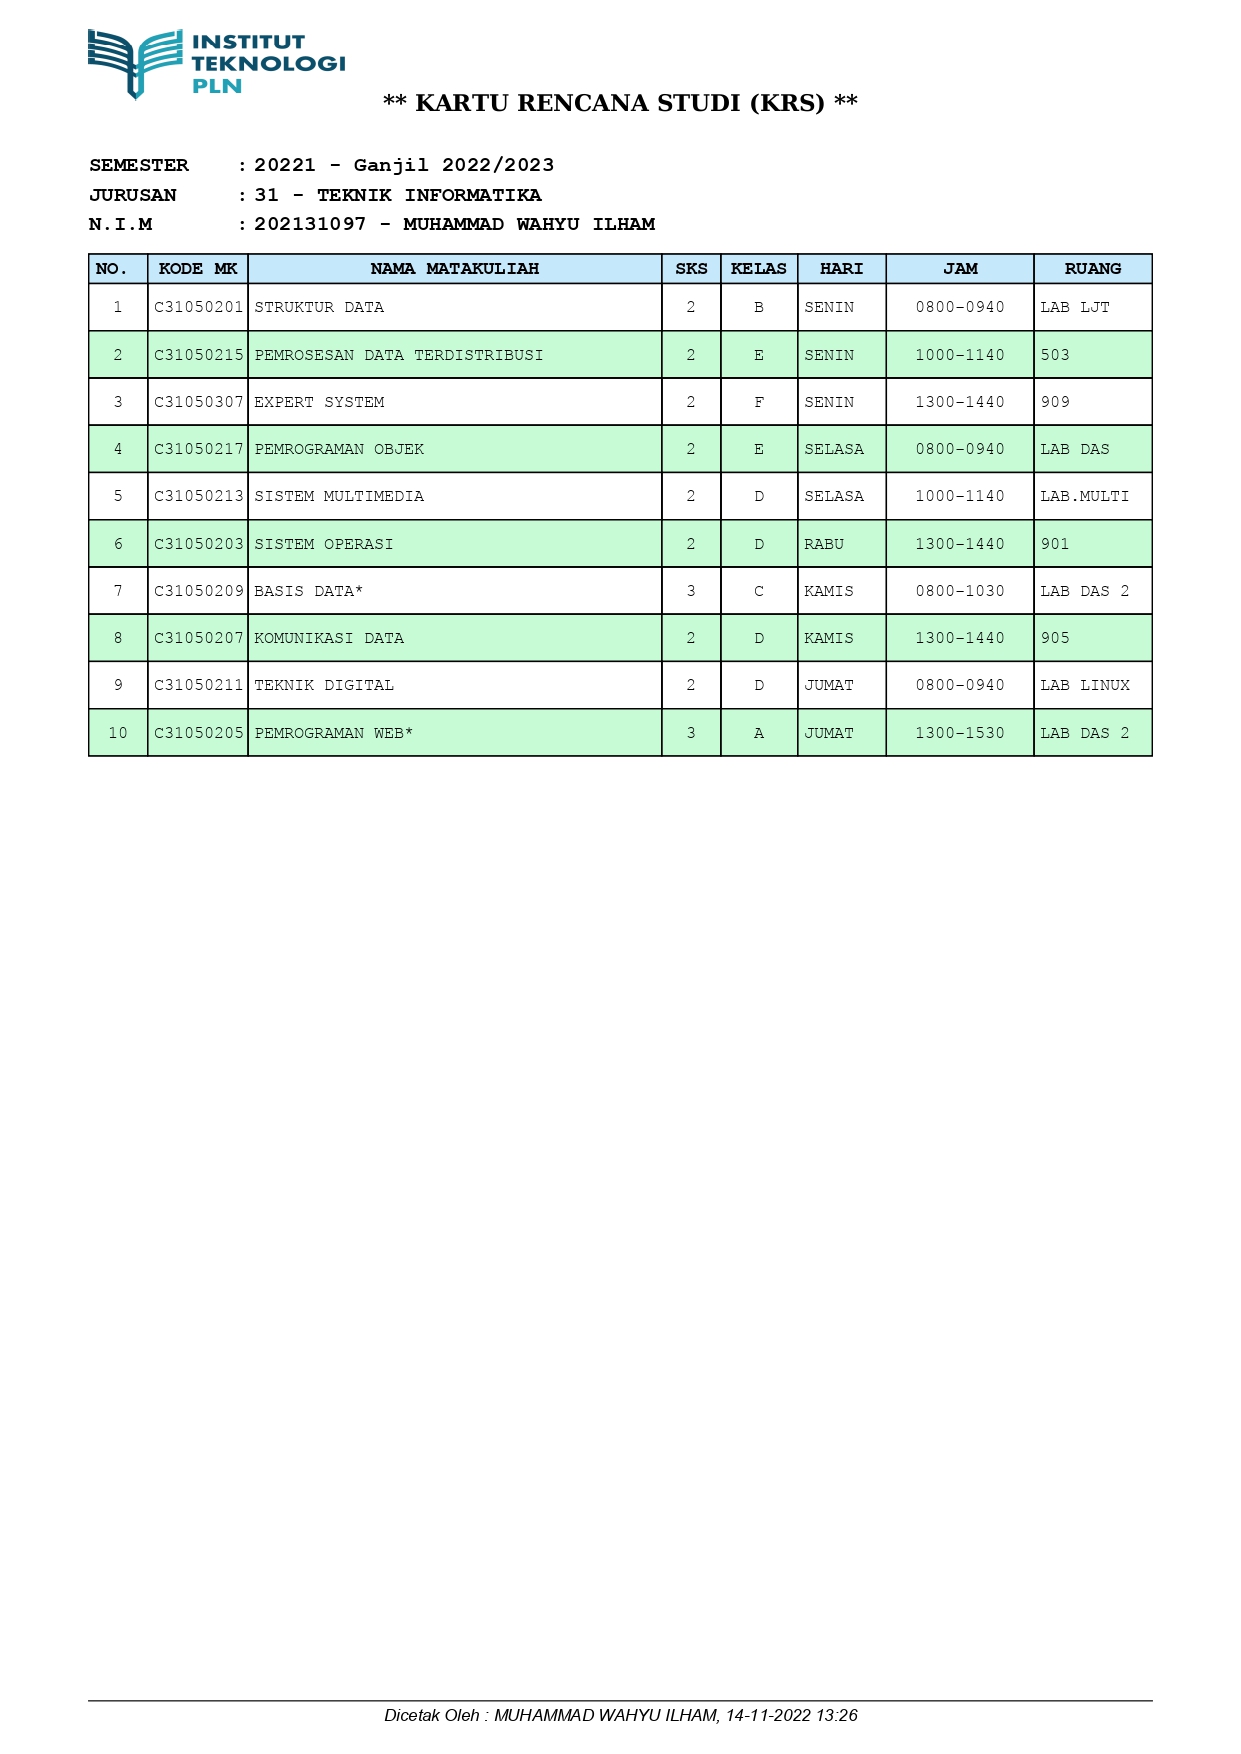 INSTITUT
TEKNOLOGI
PLN
** KARTU RENCANA STUDI (KRS) **
SEMESTER : 20221 - Ganjil 2022/2023
JURUSAN : 31 - TEKNIK INFORMATIKA
N.I.M : 202131097 - MUHAMMAD WAHYU ILHAM
NO. KODE MK NAMA MATAKULIAH SKS KELAS HARI JAM RUANG
1 C31050201 STRUKTUR DATA 2 B SENIN 0800-0940 LAB LJT
2 C31050215 PEMROSESAN DATA TERDISTRIBUSI 2 E SENIN 1000-1140 503
3 C31050307 EXPERT SYSTEM 2 F SENIN 1300-1440 909
4 C31050217 PEMROGRAMAN OBJEK 2 E SELASA 0800-0940 LAB DAS
5 C31050213 SISTEM MULTIMEDIA 2 D SELASA 1000-1140 LAB.MULTI
6 C31050203 SISTEM OPERASI 2 D RABU 1300-1440 901
7 C31050209 BASIS DATA* 3 C KAMIS 0800-1030 LAB DAS 2
8 C31050207 KOMUNIKASI DATA 2 D KAMIS 1300-1440 905
9 C31050211 TEKNIK DIGITAL 2 D JUMAT 0800-0940 LAB LINUX
10 C31050205 PEMROGRAMAN WEB* 3 A JUMAT 1300-1530 LAB DAS 2
Dicetak Oleh : MUHAMMAD WAHYU ILHAM, 14-11-2022 13:26